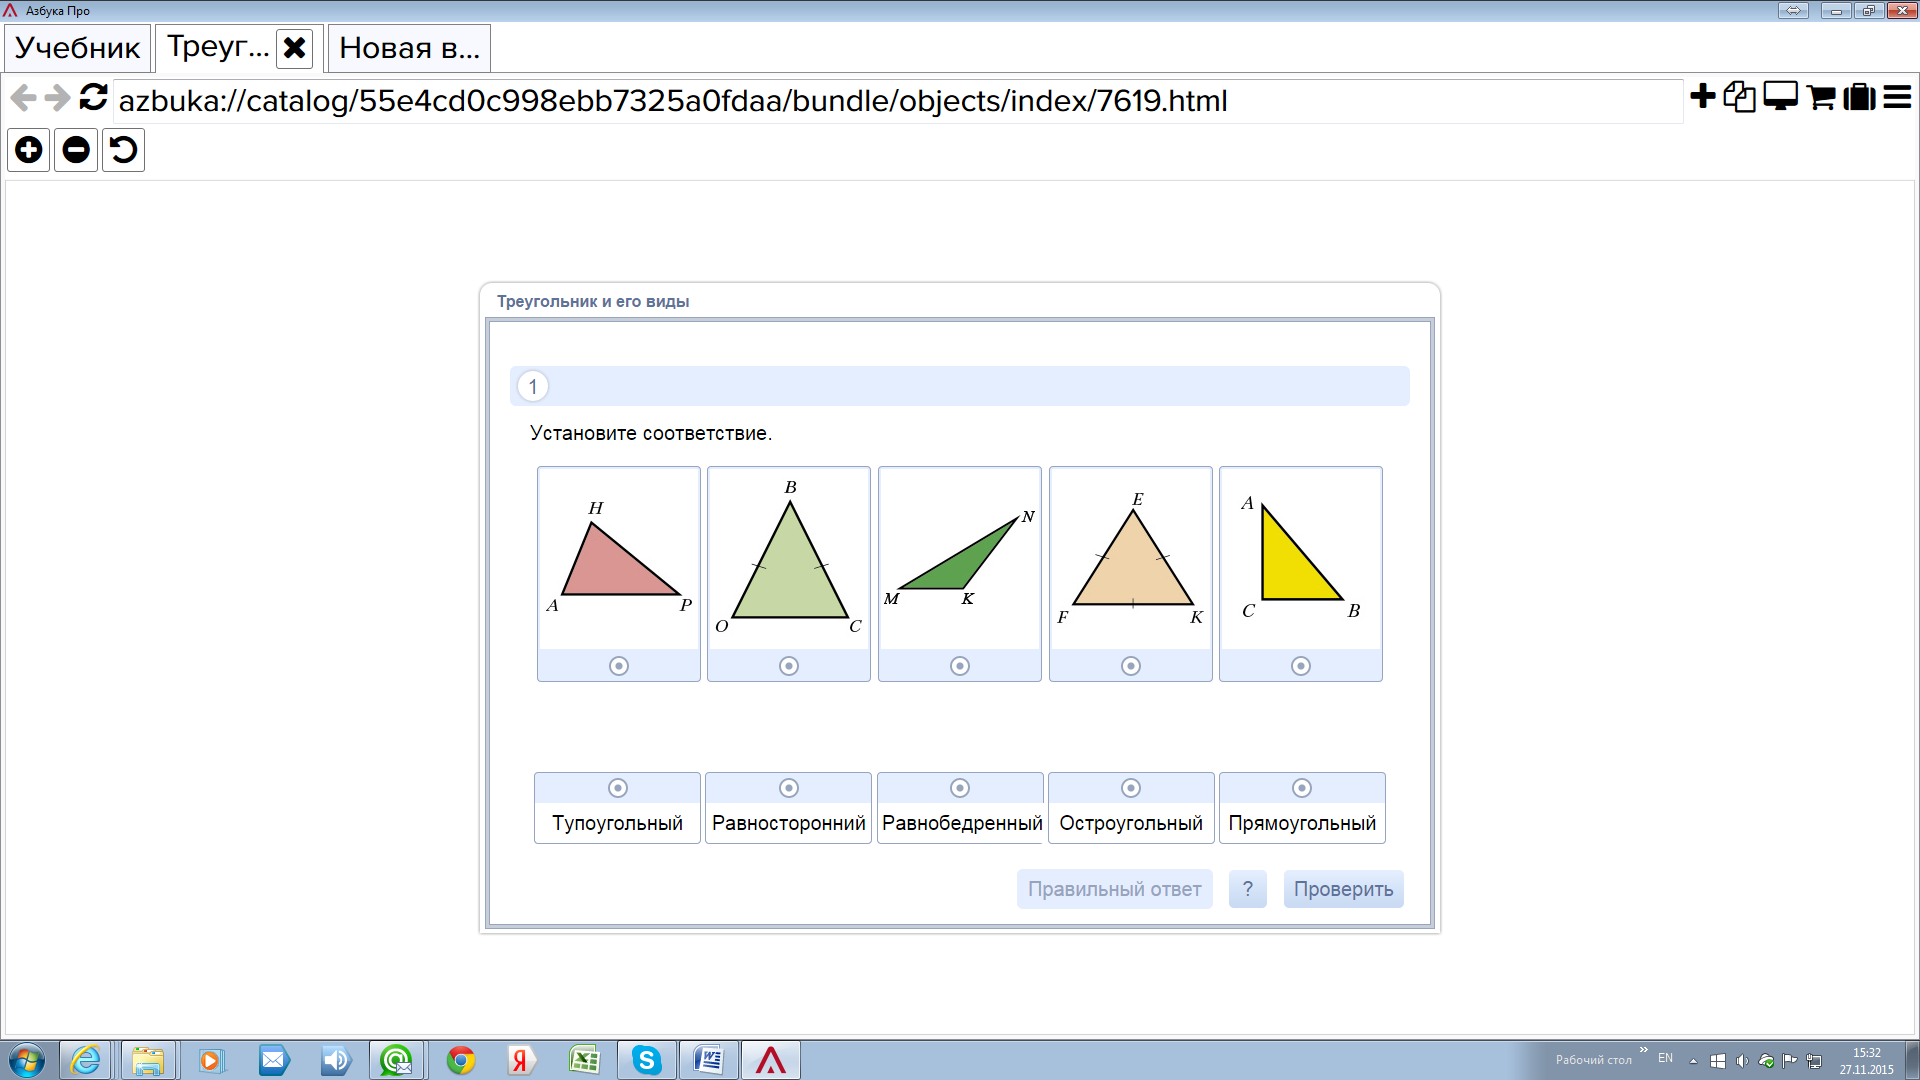 Азбука Про
Учебник
Треуг...
Новая в...
azbuka://catalog/55e4cd0c998ebb7325a0fdaa/bundle/objects/index/7619.html
Треугольник и его виды
1
Установите соответствие.
H
A
P
B
O
C
N
M
K
E
F
K
A
C
B
Тупоугольный
Равносторонний
Равнобедренный
Остроугольный
Прямоугольный
Правильный ответ
?
Проверить
Рабочий стол
EN
15:32
27.11.2015